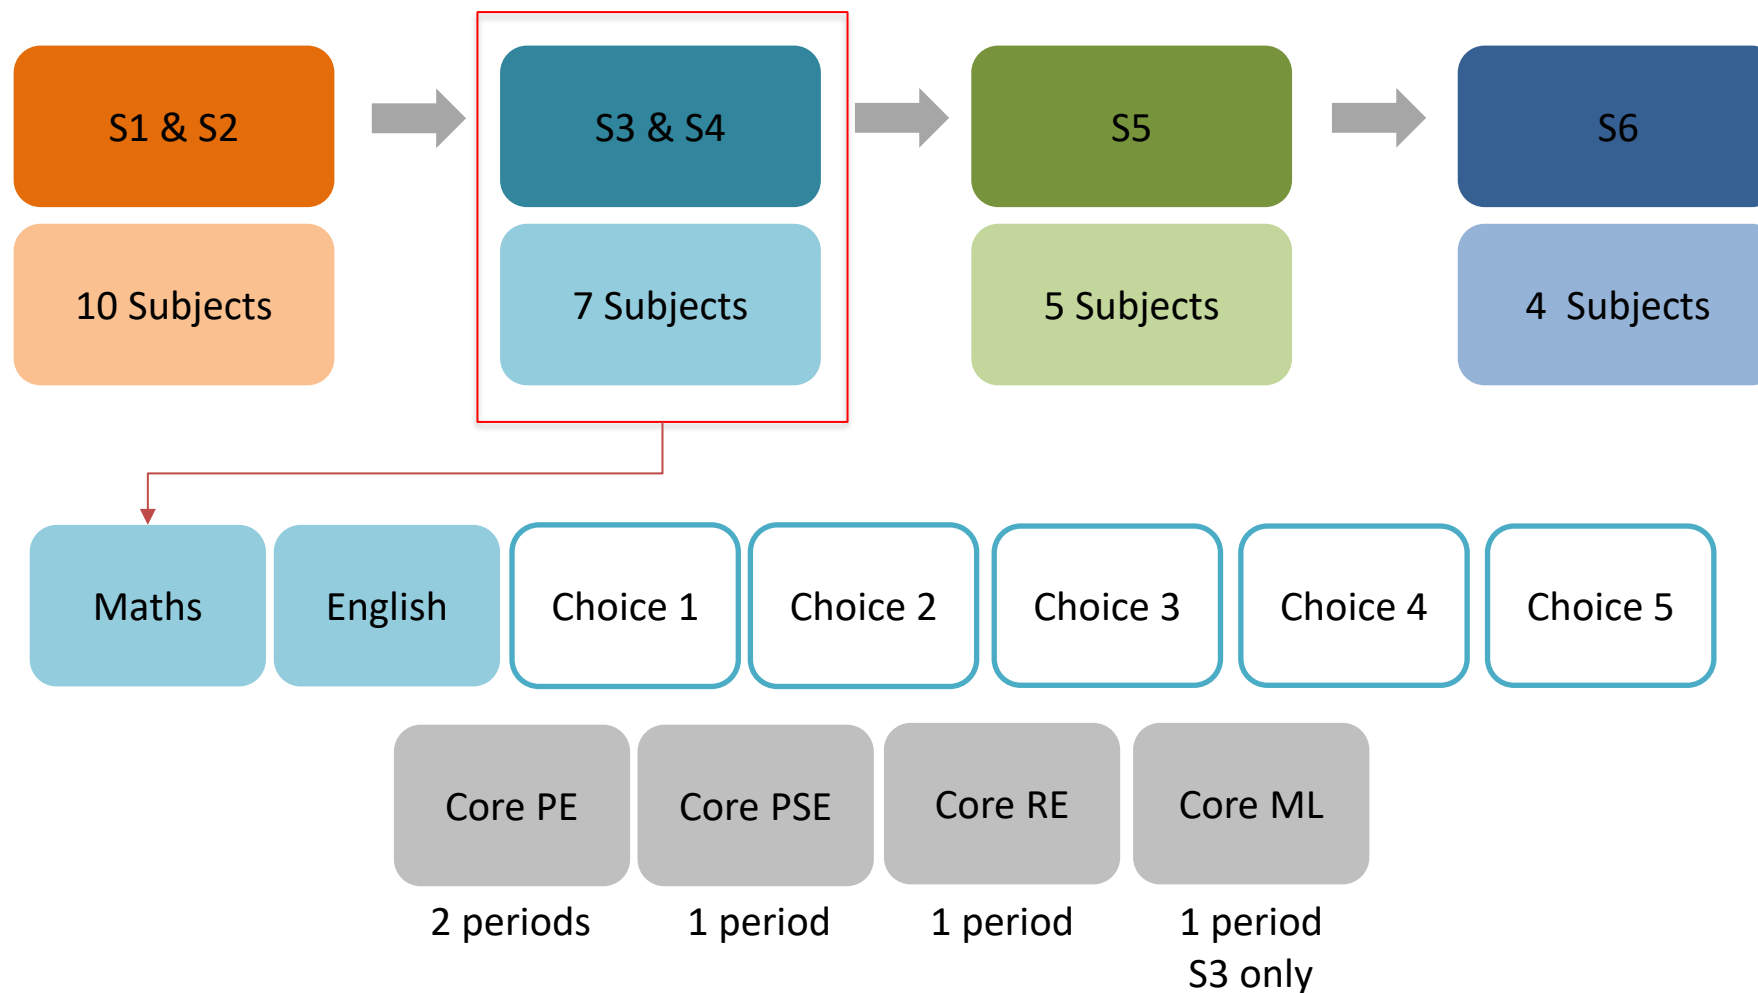 S1 & S2
S3 & S4
S5
S6
10 Subjects
7 Subjects
5 Subjects
4 Subjects
Maths
English
Choice 1
Choice 2
Choice 3
Choice 4
Choice 5
Core PE
Core PSE
Core RE
Core ML
2 periods
1 period
1 period
1 period
S3 only